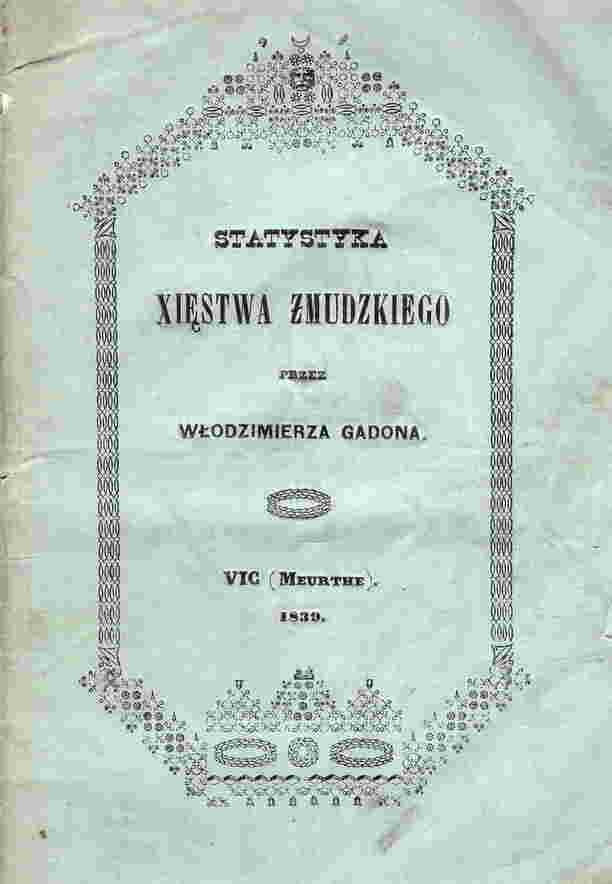 STATYSTYKA
XIĘSTWA ŻMUDZKIEGO
PRZEZ
WŁODZIMIERZA GADONA.
VIC (MEURTHE).
1839.